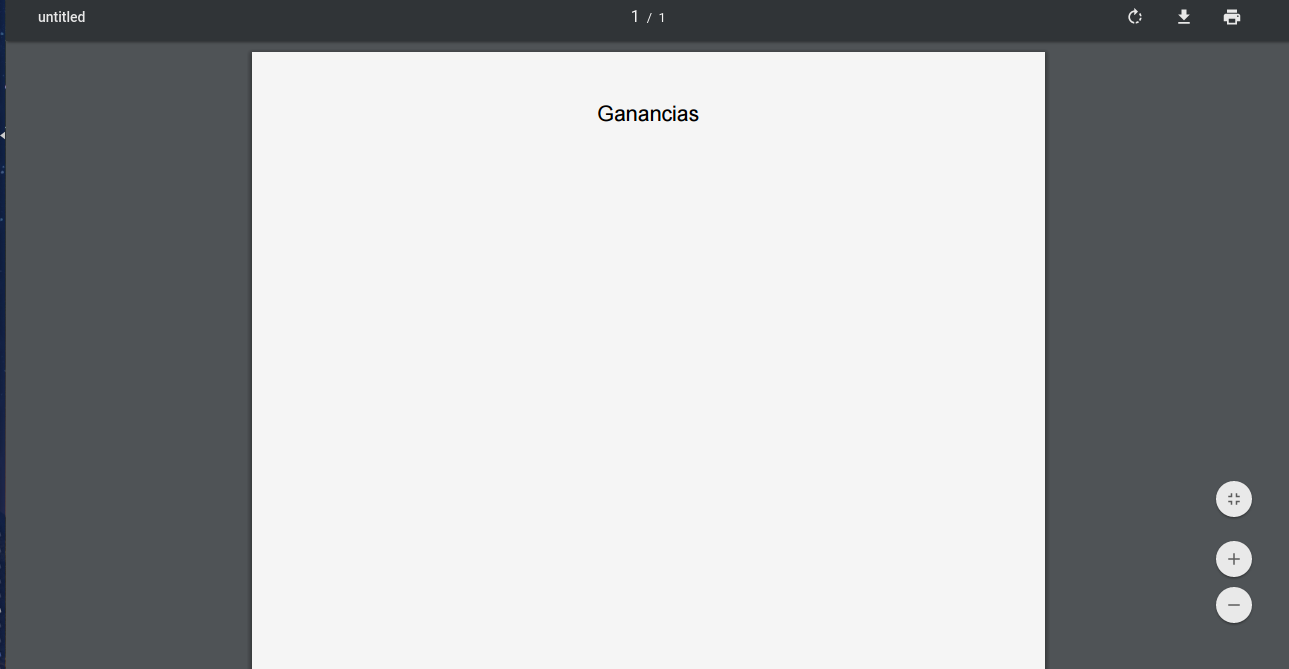 untitled
1 / 1
Ganancias